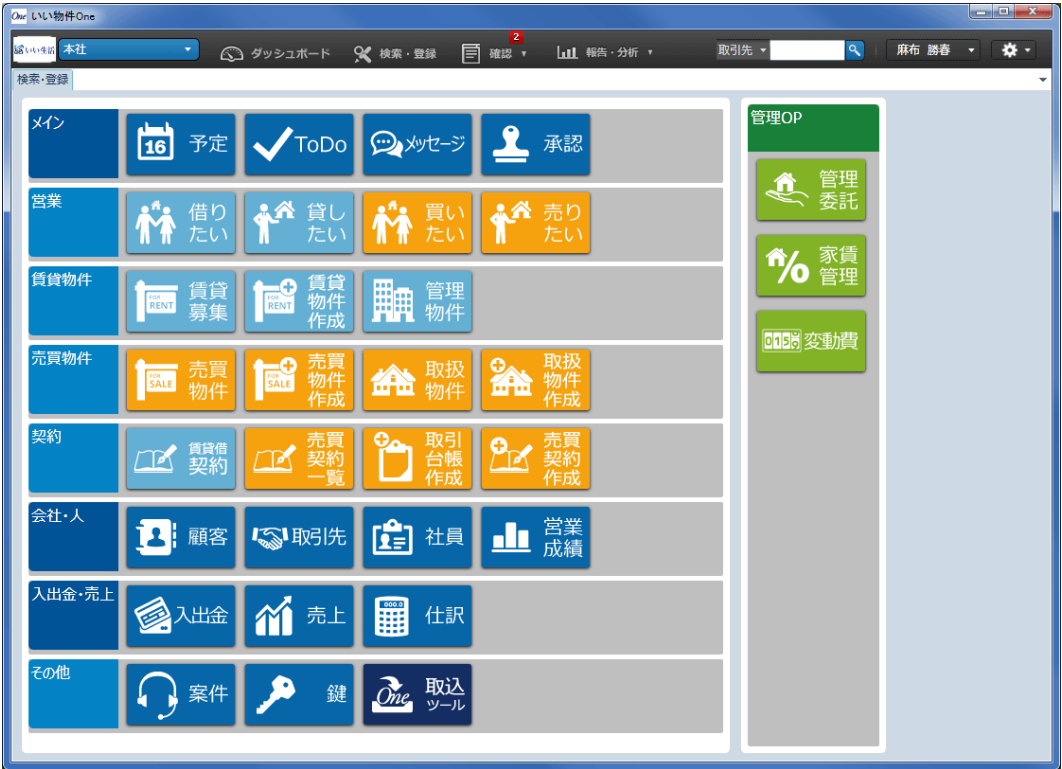 One いい物件One
いい生活
本社
ダッシュボード
検索・登録
確認
2
報告・分析
取引先
麻布 勝春
検索・登録
メイン
16
予定
ToDo
メッセージ
承認
営業
借り
たい
貸し
たい
買い
たい
売り
たい
賃貸物件
FOR
RENT
賃貸
募集
FOR
RENT
賃貸
物件
作成
管理
物件
売買物件
FOR
SALE
売買
物件
FOR
SALE
売買
物件
作成
取扱
物件
取扱
物件
作成
契約
賃貸借
契約
売買
契約
一覧
取引
台帳
作成
売買
契約
作成
会社・人
顧客
取引先
社員
営業
成績
入出金・売上
入出金
売上
000.0
仕訳
その他
案件
鍵
One
取込
ツール
管理OP
管理
委託
家賃
管理
変動費